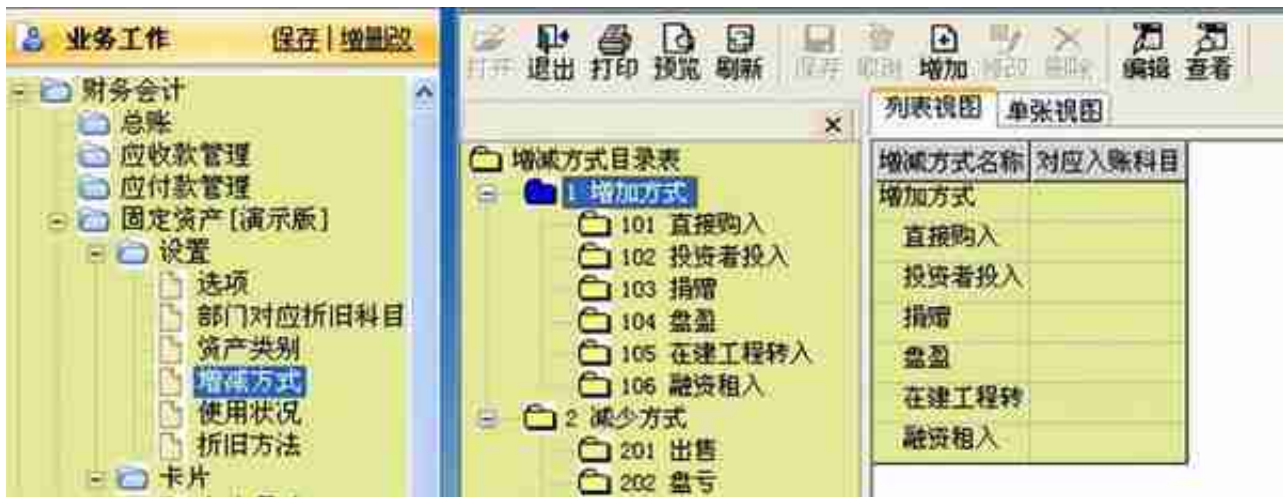 业务工作 保存 | 增量改
财务会计
总账
应收款管理
应付款管理
固定资产[演示版]
设置
选项
部门对应折旧科目
资产类别
增减方式
使用状况
折旧方法
卡片
打开 退出 打印 预览 刷新 保存 取消 增加 修改 删除 编辑 查看
增减方式目录表
1 增加方式
101 直接购入
102 投资者投入
103 捐赠
104 盘盈
105 在建工程转入
106 融资租入
2 减少方式
201 出售
202 盘亏
列表视图 单张视图
增减方式名称 对应入账科目
增加方式
直接购入
投资者投入
捐赠
盘盈
在建工程转
融资租入